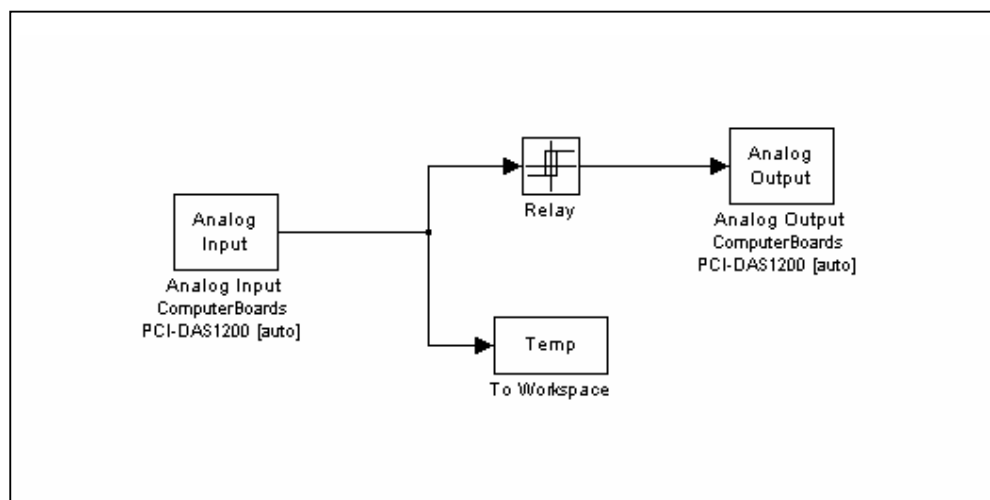 Analog
Input
Analog Input
ComputerBoards
PCI-DAS1200 [auto]
Relay
Analog
Output
Analog Output
ComputerBoards
PCI-DAS1200 [auto]
Temp
To Workspace